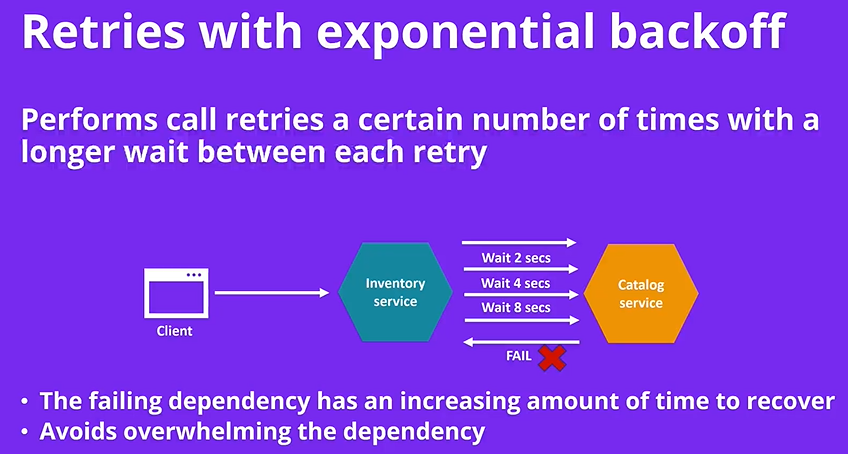 Retries with exponential backoff
Performs call retries a certain number of times with a
longer wait between each retry
Client
Inventory
service
Wait 2 secs
Wait 4 secs
Wait 8 secs
FAIL
Catalog
service
• The failing dependency has an increasing amount of time to recover
• Avoids overwhelming the dependency